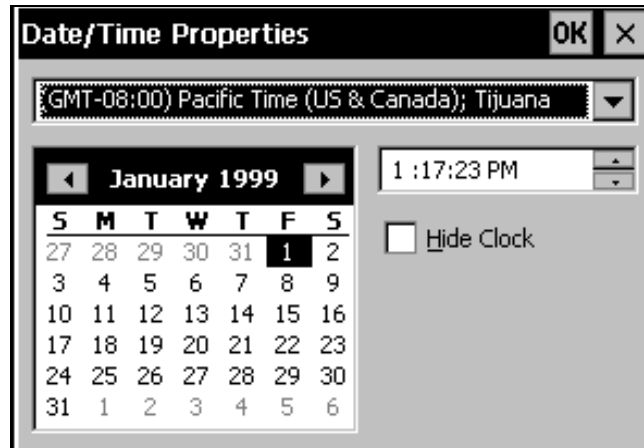 Date/Time Properties OK ×
(GMT-08:00) Pacific Time (US & Canada); Tijuana
January 1999
1 :17:23 PM
S M T W T F S
27 28 29 30 31 1 2
Hide Clock
3 4 5 6 7 8 9
10 11 12 13 14 15 16
17 18 19 20 21 22 23
24 25 26 27 28 29 30
31 1 2 3 4 5 6